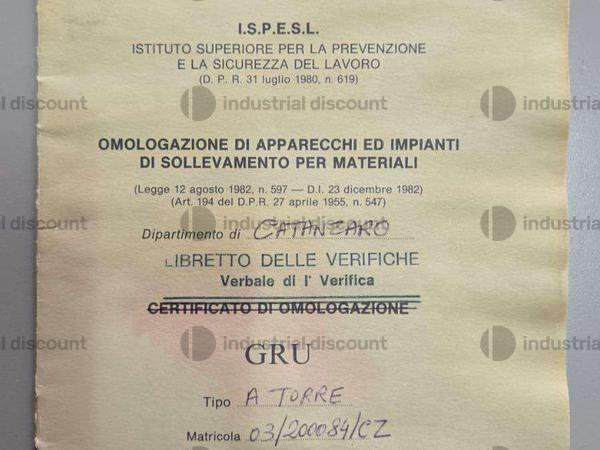 I.S.P.E.S.L.
ISTITUTO SUPERIORE PER LA PREVENZIONE
E LA SICUREZZA DEL LAVORO
(D. P. R. 31 luglio 1980, n. 619)
industrial discount industrial discount industrial
OMOLOGAZIONE DI APPARECCHI ED IMPIANTI
DI SOLLEVAMENTO PER MATERIALI
(Legge 12 agosto 1982, n. 597 — D.I. 23 dicembre 1982)
(Art. 194 del D.P.R. 27 aprile 1955, n. 547)
industrial discount industrial discount industrial
Dipartimento di CATANZARO
LIBRETTO DELLE VERIFICHE
Verbale di Iª Verifica
CERTIFICATO DI OMOLOGAZIONE
industrial discount industrial discount industrial
GRU
Tipo A TORRE
Matricola 03/200084/CZ